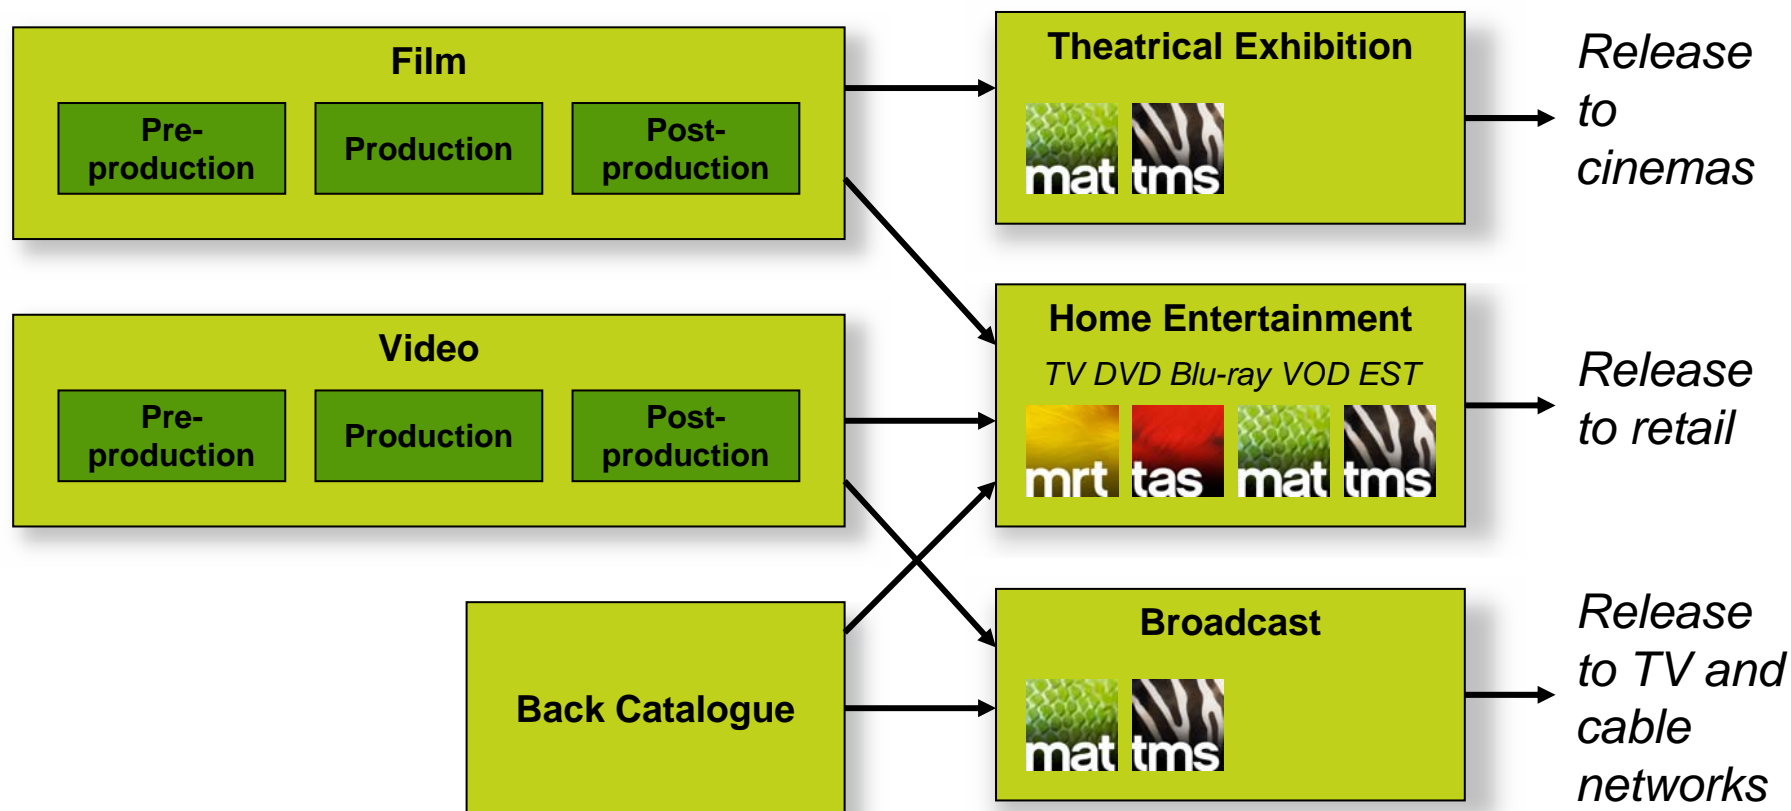 Film
Pre-
production
Production
Post-
production
Theatrical Exhibition
mat tms
Release
to
cinemas
Video
Pre-
production
Production
Post-
production
Home Entertainment
TV DVD Blu-ray VOD EST
mrt tas mat tms
Release
to retail
Back Catalogue
Broadcast
mat tms
Release
to TV and
cable
networks